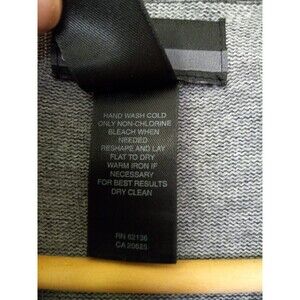 HAND WASH COLD
ONLY NON-CHLORINE
BLEACH WHEN
NEEDED
RESHAPE AND LAY
FLAT TO DRY
WARM IRON IF
NECESSARY
FOR BEST RESULTS
DRY CLEAN
RN 62136
CA 20625